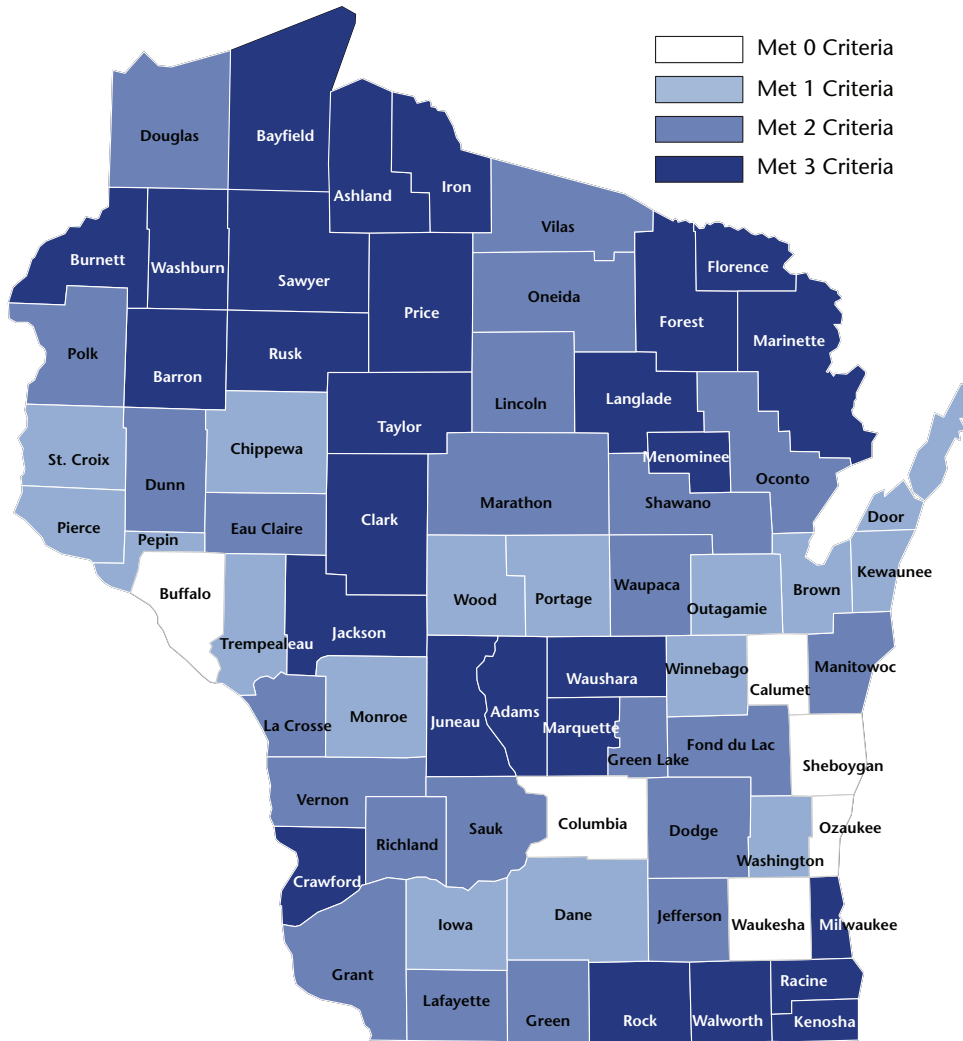 Met 0 Criteria
Met 1 Criteria
Met 2 Criteria
Met 3 Criteria
Douglas
Bayfield
Ashland
Iron
Vilas
Burnett
Washburn
Sawyer
Price
Oneida
Florence
Forest
Marinette
Polk
Barron
Rusk
Taylor
Lincoln
Langlade
St. Croix
Chippewa
Menominee
Dunn
Marathon
Shawano
Oconto
Pierce
Pepin
Eau Claire
Clark
Door
Buffalo
Wood
Portage
Waupaca
Outagamie
Brown
Kewaunee
Trempealeau
Jackson
Waushara
Winnebago
Calumet
Manitowoc
La Crosse
Monroe
Juneau
Adams
Marquette
Green Lake
Fond du Lac
Sheboygan
Vernon
Richland
Sauk
Columbia
Dodge
Washington
Ozaukee
Crawford
Iowa
Dane
Jefferson
Waukesha
Milwaukee
Grant
Lafayette
Green
Rock
Walworth
Racine
Kenosha